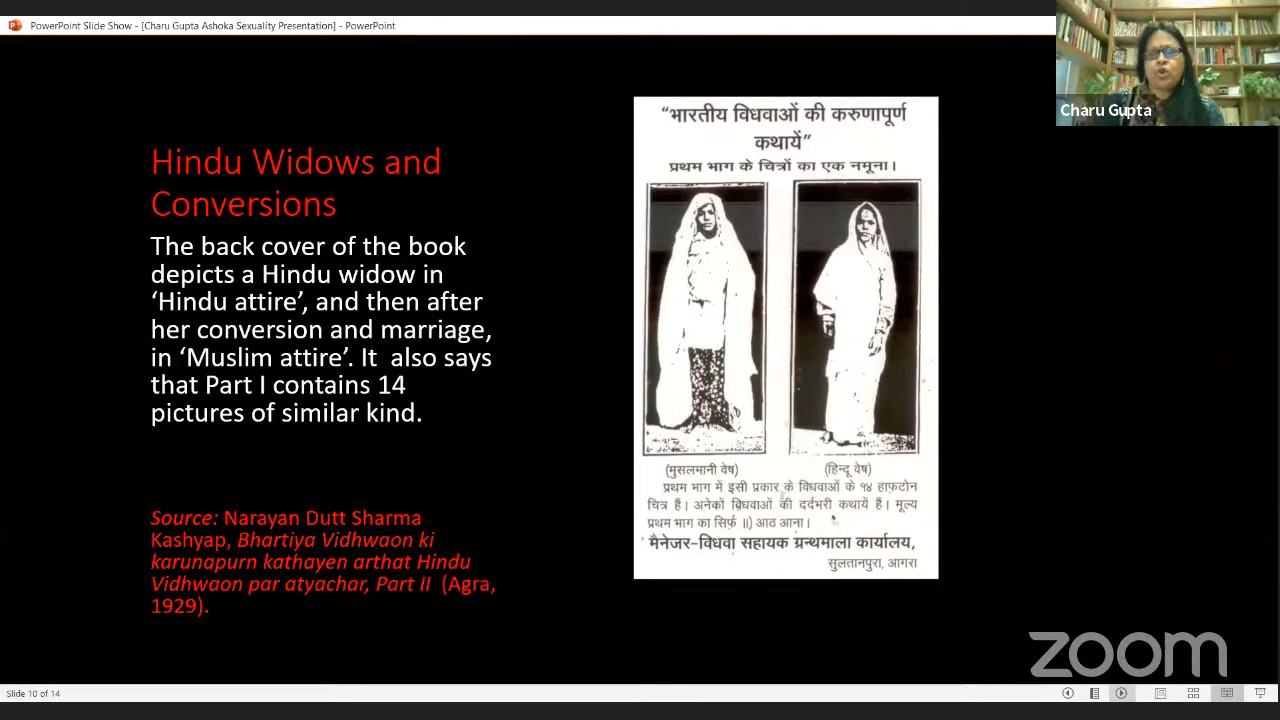 PowerPoint Slide Show - [Charu Gupta Ashoka Sexuality Presentation] - PowerPoint
Charu Gupta
Hindu Widows and
Conversions
The back cover of the book
depicts a Hindu widow in
‘Hindu attire’, and then after
her conversion and marriage,
in ‘Muslim attire’. It  also says
that Part I contains 14
pictures of similar kind.
Source: Narayan Dutt Sharma
Kashyap, Bhartiya Vidhwaon ki
karunapurn kathayen arthat Hindu
Vidhwaon par atyachar, Part II  (Agra,
1929).
“भारतीय विधवाओं की करुणापूर्ण
कथायें”
प्रथम भाग के चित्रों का एक नमूना।
(मुसलमानी वेष)
(हिन्दू वेष)
प्रथम भाग में इसी प्रकार के विधवाओं के १४ हाफ़टोन
चित्र हैं। अनेकों विधवाओं की दर्दभरी कथायें हैं। मूल्य
प्रथम भाग का सिर्फ़ ॥) आठ आना।
मैनेजर-विधवा सहायक ग्रन्थमाला कार्यालय,
सुलतानपुरा, आगरा
zoom
Slide 10 of 14